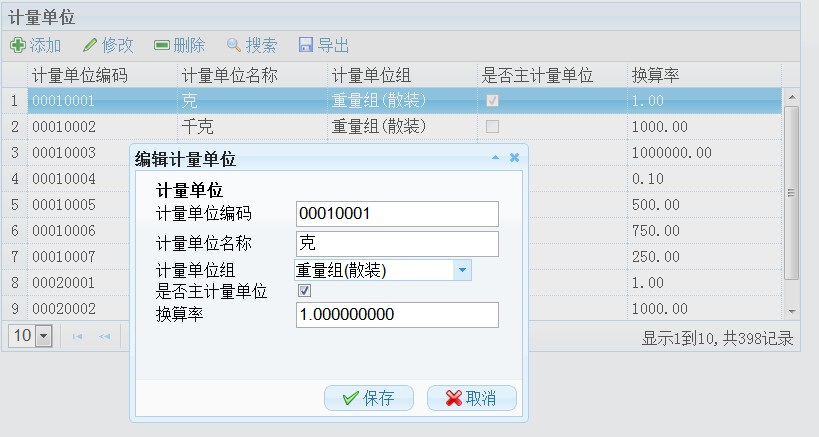 计量单位
添加 修改 删除 搜索 导出
计量单位编码 计量单位名称 计量单位组 是否主计量单位 换算率
1 00010001 克 重量组(散装) 1.00
2 00010002 千克 重量组(散装) 1000.00
3 00010003 1000000.00
4 00010004 0.10
5 00010005 500.00
6 00010006 750.00
7 00010007 250.00
8 00020001 1.00
9 00020002 1000.00
10 显示1到10,共398记录
编辑计量单位
计量单位
计量单位编码 00010001
计量单位名称 克
计量单位组 重量组(散装)
是否主计量单位
换算率 1.000000000
保存 取消